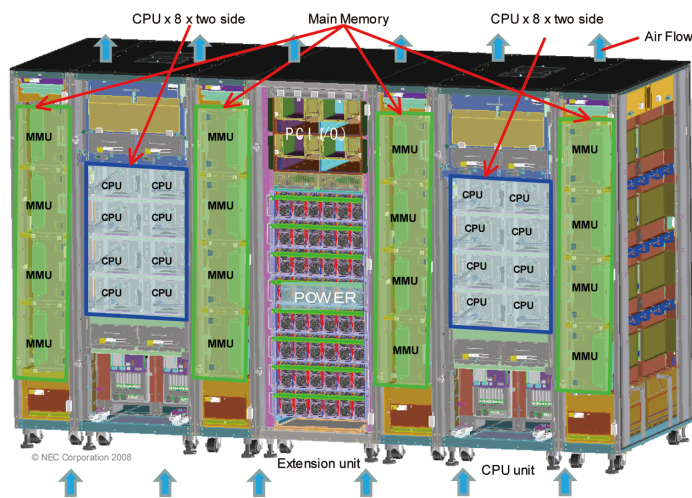 CPU x 8 x two side
Main Memory
CPU x 8 x two side
Air Flow
PCI(I/O)
MMU
MMU
MMU
MMU
CPU
CPU
MMU
CPU
CPU
CPU
CPU
MMU
MMU
CPU
CPU
MMU
MMU
CPU
CPU
CPU
CPU
MMU
MMU
POWER
MMU
CPU
CPU
MMU
CPU
CPU
MMU
MMU
MMU
MMU
© NEC Corporation 2008
Extension unit
CPU unit